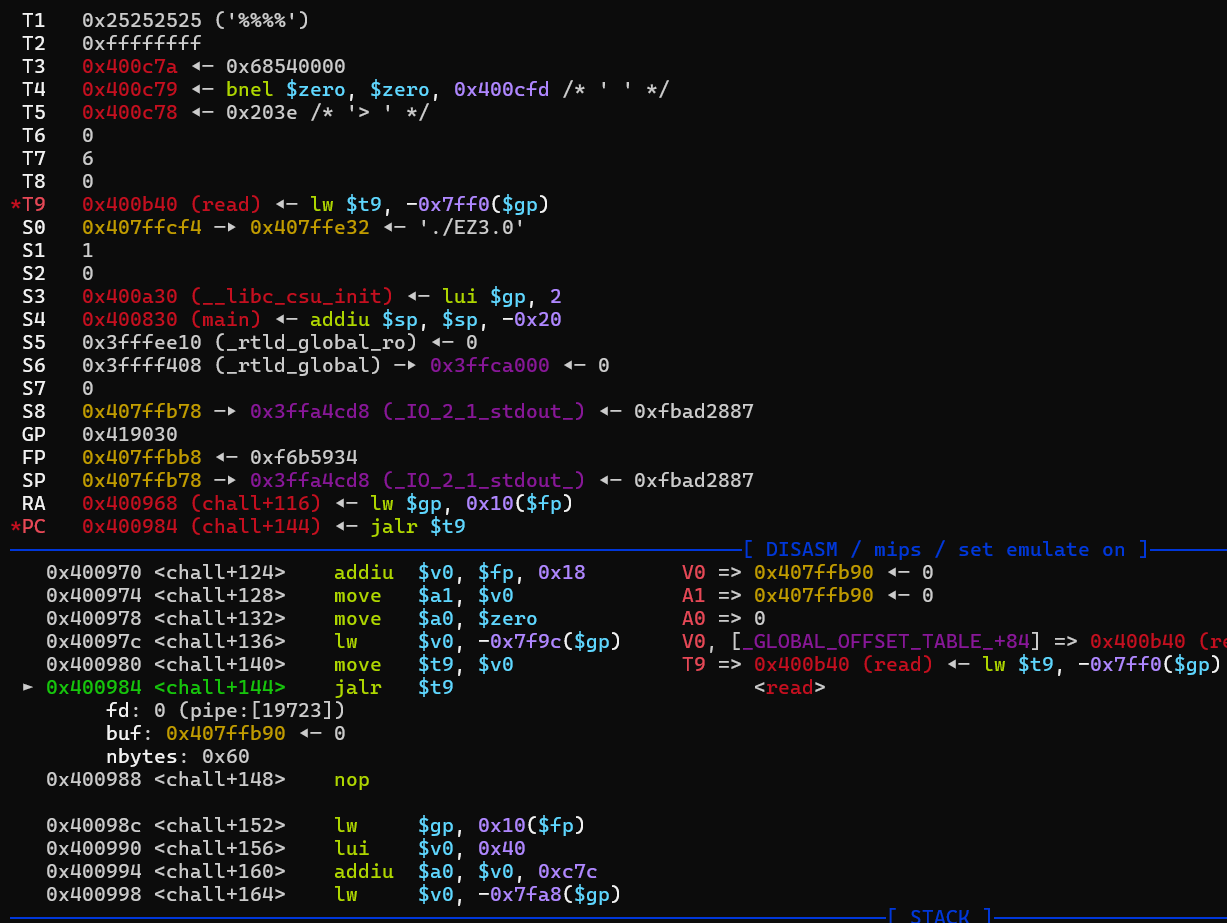 T1 0x25252525 ('%%%%')
T2 0xffffffff
T3 0x400c7a ◂— 0x68540000
T4 0x400c79 ◂— bnel $zero, $zero, 0x400cfd /* ' ' */
T5 0x400c78 ◂— 0x203e /* '> ' */
T6 0
T7 6
T8 0
*T9 0x400b40 (read) ◂— lw $t9, -0x7ff0($gp)
S0 0x407ffcf4 —▸ 0x407ffe32 ◂— './EZ3.0'
S1 1
S2 0
S3 0x400a30 (__libc_csu_init) ◂— lui $gp, 2
S4 0x400830 (main) ◂— addiu $sp, $sp, -0x20
S5 0x3fffee10 (_rtld_global_ro) ◂— 0
S6 0x3ffff408 (_rtld_global) —▸ 0x3ffca000 ◂— 0
S7 0
S8 0x407ffb78 —▸ 0x3ffa4cd8 (_IO_2_1_stdout_) ◂— 0xfbad2887
GP 0x419030
FP 0x407ffbb8 ◂— 0xf6b5934
SP 0x407ffb78 —▸ 0x3ffa4cd8 (_IO_2_1_stdout_) ◂— 0xfbad2887
RA 0x400968 (chall+116) ◂— lw $gp, 0x10($fp)
*PC 0x400984 (chall+144) ◂— jalr $t9
[ DISASM / mips / set emulate on ]
0x400970 <chall+124> addiu $v0, $fp, 0x18 V0 => 0x407ffb90 ◂— 0
0x400974 <chall+128> move $a1, $v0 A1 => 0x407ffb90 ◂— 0
0x400978 <chall+132> move $a0, $zero A0 => 0
0x40097c <chall+136> lw $v0, -0x7f9c($gp) V0, [_GLOBAL_OFFSET_TABLE_+84] => 0x400b40 (re
0x400980 <chall+140> move $t9, $v0 T9 => 0x400b40 (read) ◂— lw $t9, -0x7ff0($gp)
► 0x400984 <chall+144> jalr $t9 <read>
fd: 0 (pipe:[19723])
buf: 0x407ffb90 ◂— 0
nbytes: 0x60
0x400988 <chall+148> nop
0x40098c <chall+152> lw $gp, 0x10($fp)
0x400990 <chall+156> lui $v0, 0x40
0x400994 <chall+160> addiu $a0, $v0, 0xc7c
0x400998 <chall+164> lw $v0, -0x7fa8($gp)
[ STACK ]